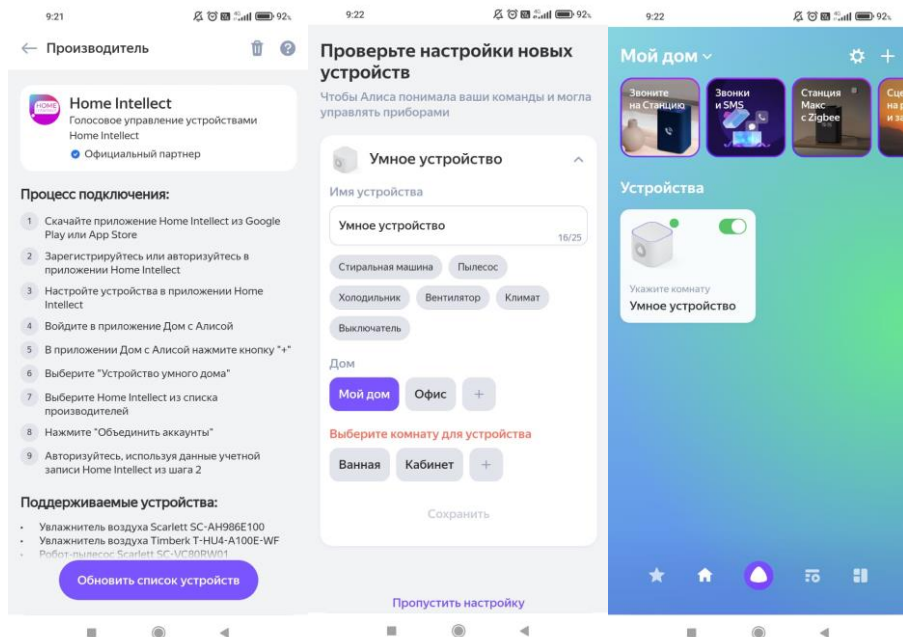 9:21
92%
Производитель
Home Intellect
Голосовое управление устройствами
Home Intellect
Официальный партнер
Процесс подключения:
1 Скачайте приложение Home Intellect из Google
Play или App Store
2 Зарегистрируйтесь или авторизуйтесь в
приложении Home Intellect
3 Настройте устройства в приложении Home
Intellect
4 Войдите в приложение Дом с Алисой
5 В приложении Дом с Алисой нажмите кнопку "+"
6 Выберите "Устройство умного дома"
7 Выберите Home Intellect из списка
производителей
8 Нажмите "Объединить аккаунты"
9 Авторизуйтесь, используя данные учетной
записи Home Intellect из шага 2
Поддерживаемые устройства:
• Увлажнитель воздуха Scarlett SC-AH986E100
• Увлажнитель воздуха Timberk T-HU4-A100E-WF
• Робот-пылесос Scarlett SC-VC80RW01
Обновить список устройств
9:22
92%
Проверьте настройки новых
устройств
Чтобы Алиса понимала ваши команды и могла
управлять приборами
Умное устройство
Имя устройства
Умное устройство
16/25
Стиральная машина Пылесос
Холодильник Вентилятор Климат
Выключатель
Дом
Мой дом Офис +
Выберите комнату для устройства
Ванная Кабинет +
Сохранить
Пропустить настройку
9:22
92%
Мой дом
Звоните
на Станцию
Звонки
и SMS
Станция
Макс
с Zigbee
Устройства
Укажите комнату
Умное устройство